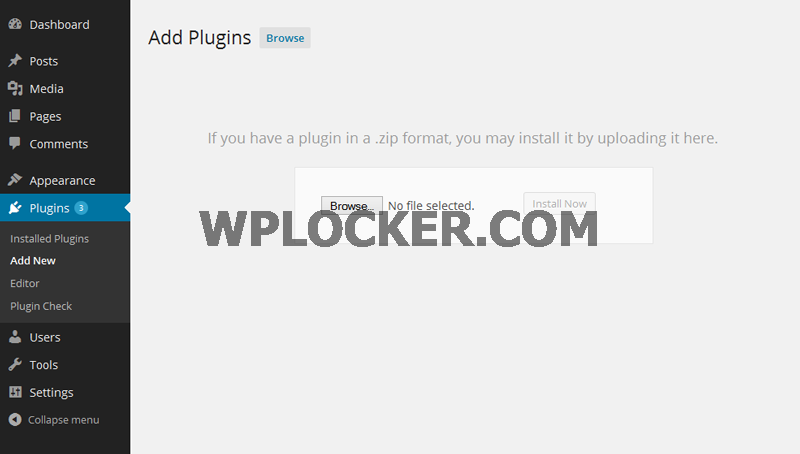 Dashboard
Posts
Media
Pages
Comments
Appearance
Plugins 3
Installed Plugins
Add New
Editor
Plugin Check
Users
Tools
Settings
Collapse menu
Add Plugins Browse
If you have a plugin in a .zip format, you may install it by uploading it here.
Browse... No file selected. Install Now
WPLOCKER.COM